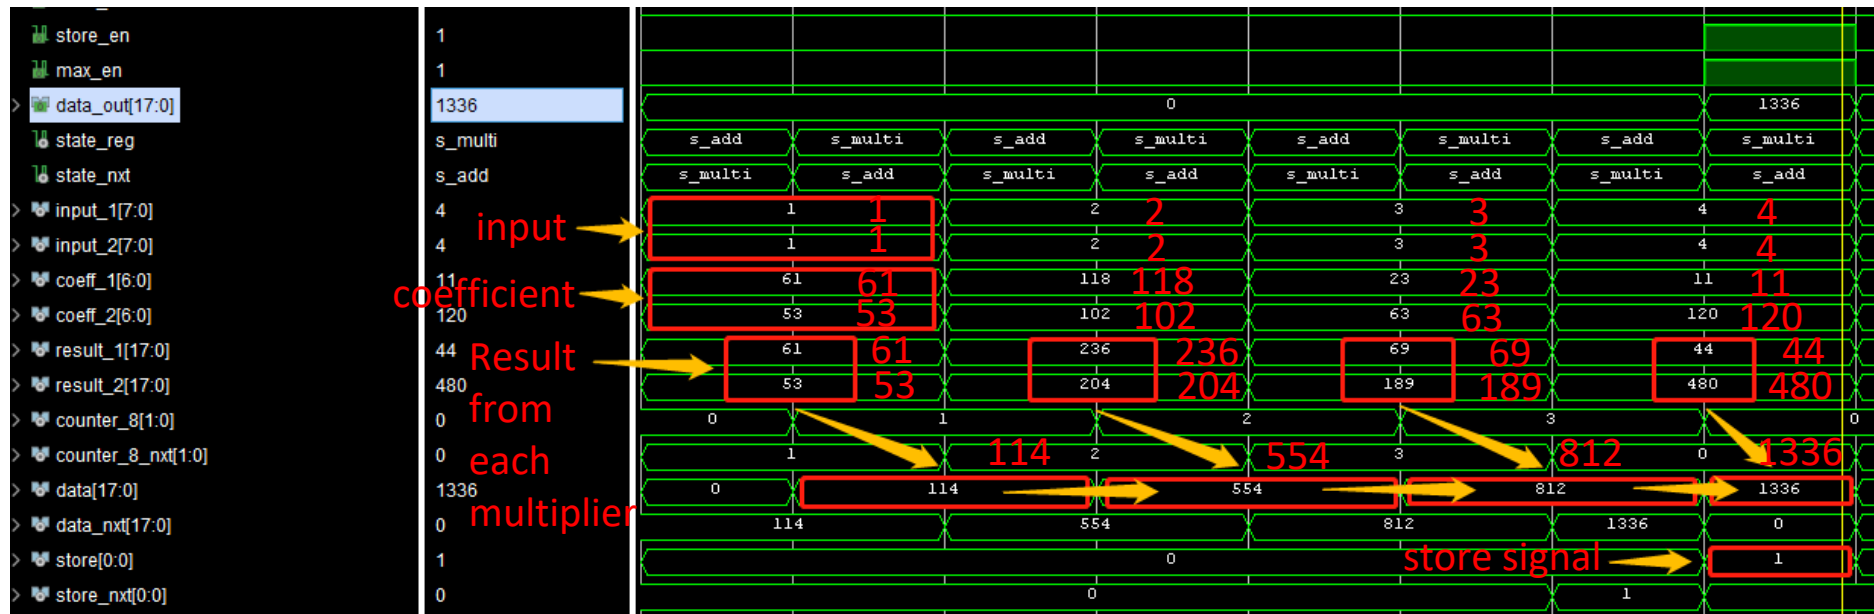 store_en 1
max_en 1
data_out[17:0] 1336 0 1336
state_reg s_multi s_add s_multi s_add s_multi s_add s_multi s_add s_multi
state_nxt s_add s_multi s_add s_multi s_add s_multi s_add s_multi s_add
input_1[7:0] 4 1 1 2 2 3 3 4 4
input
input_2[7:0] 4 1 1 2 2 3 3 4 4
coeff_1[6:0] 11 61 61 118 118 23 23 11 11
coefficient
coeff_2[6:0] 120 53 53 102 102 63 63 120 120
result_1[17:0] 44 Result 61 61 236 236 69 69 44 44
result_2[17:0] 480 53 53 204 204 189 189 480 480
from
counter_8[1:0] 0 0 1 2 3 0
counter_8_nxt[1:0] 0 each 1 114 2 554 3 812 0 1336
data[17:0] 1336 0 114 554 812 1336
multiplier
data_nxt[17:0] 0 114 554 812 1336 0
store[0:0] 1 0 store signal 1
store_nxt[0:0] 0 0 1